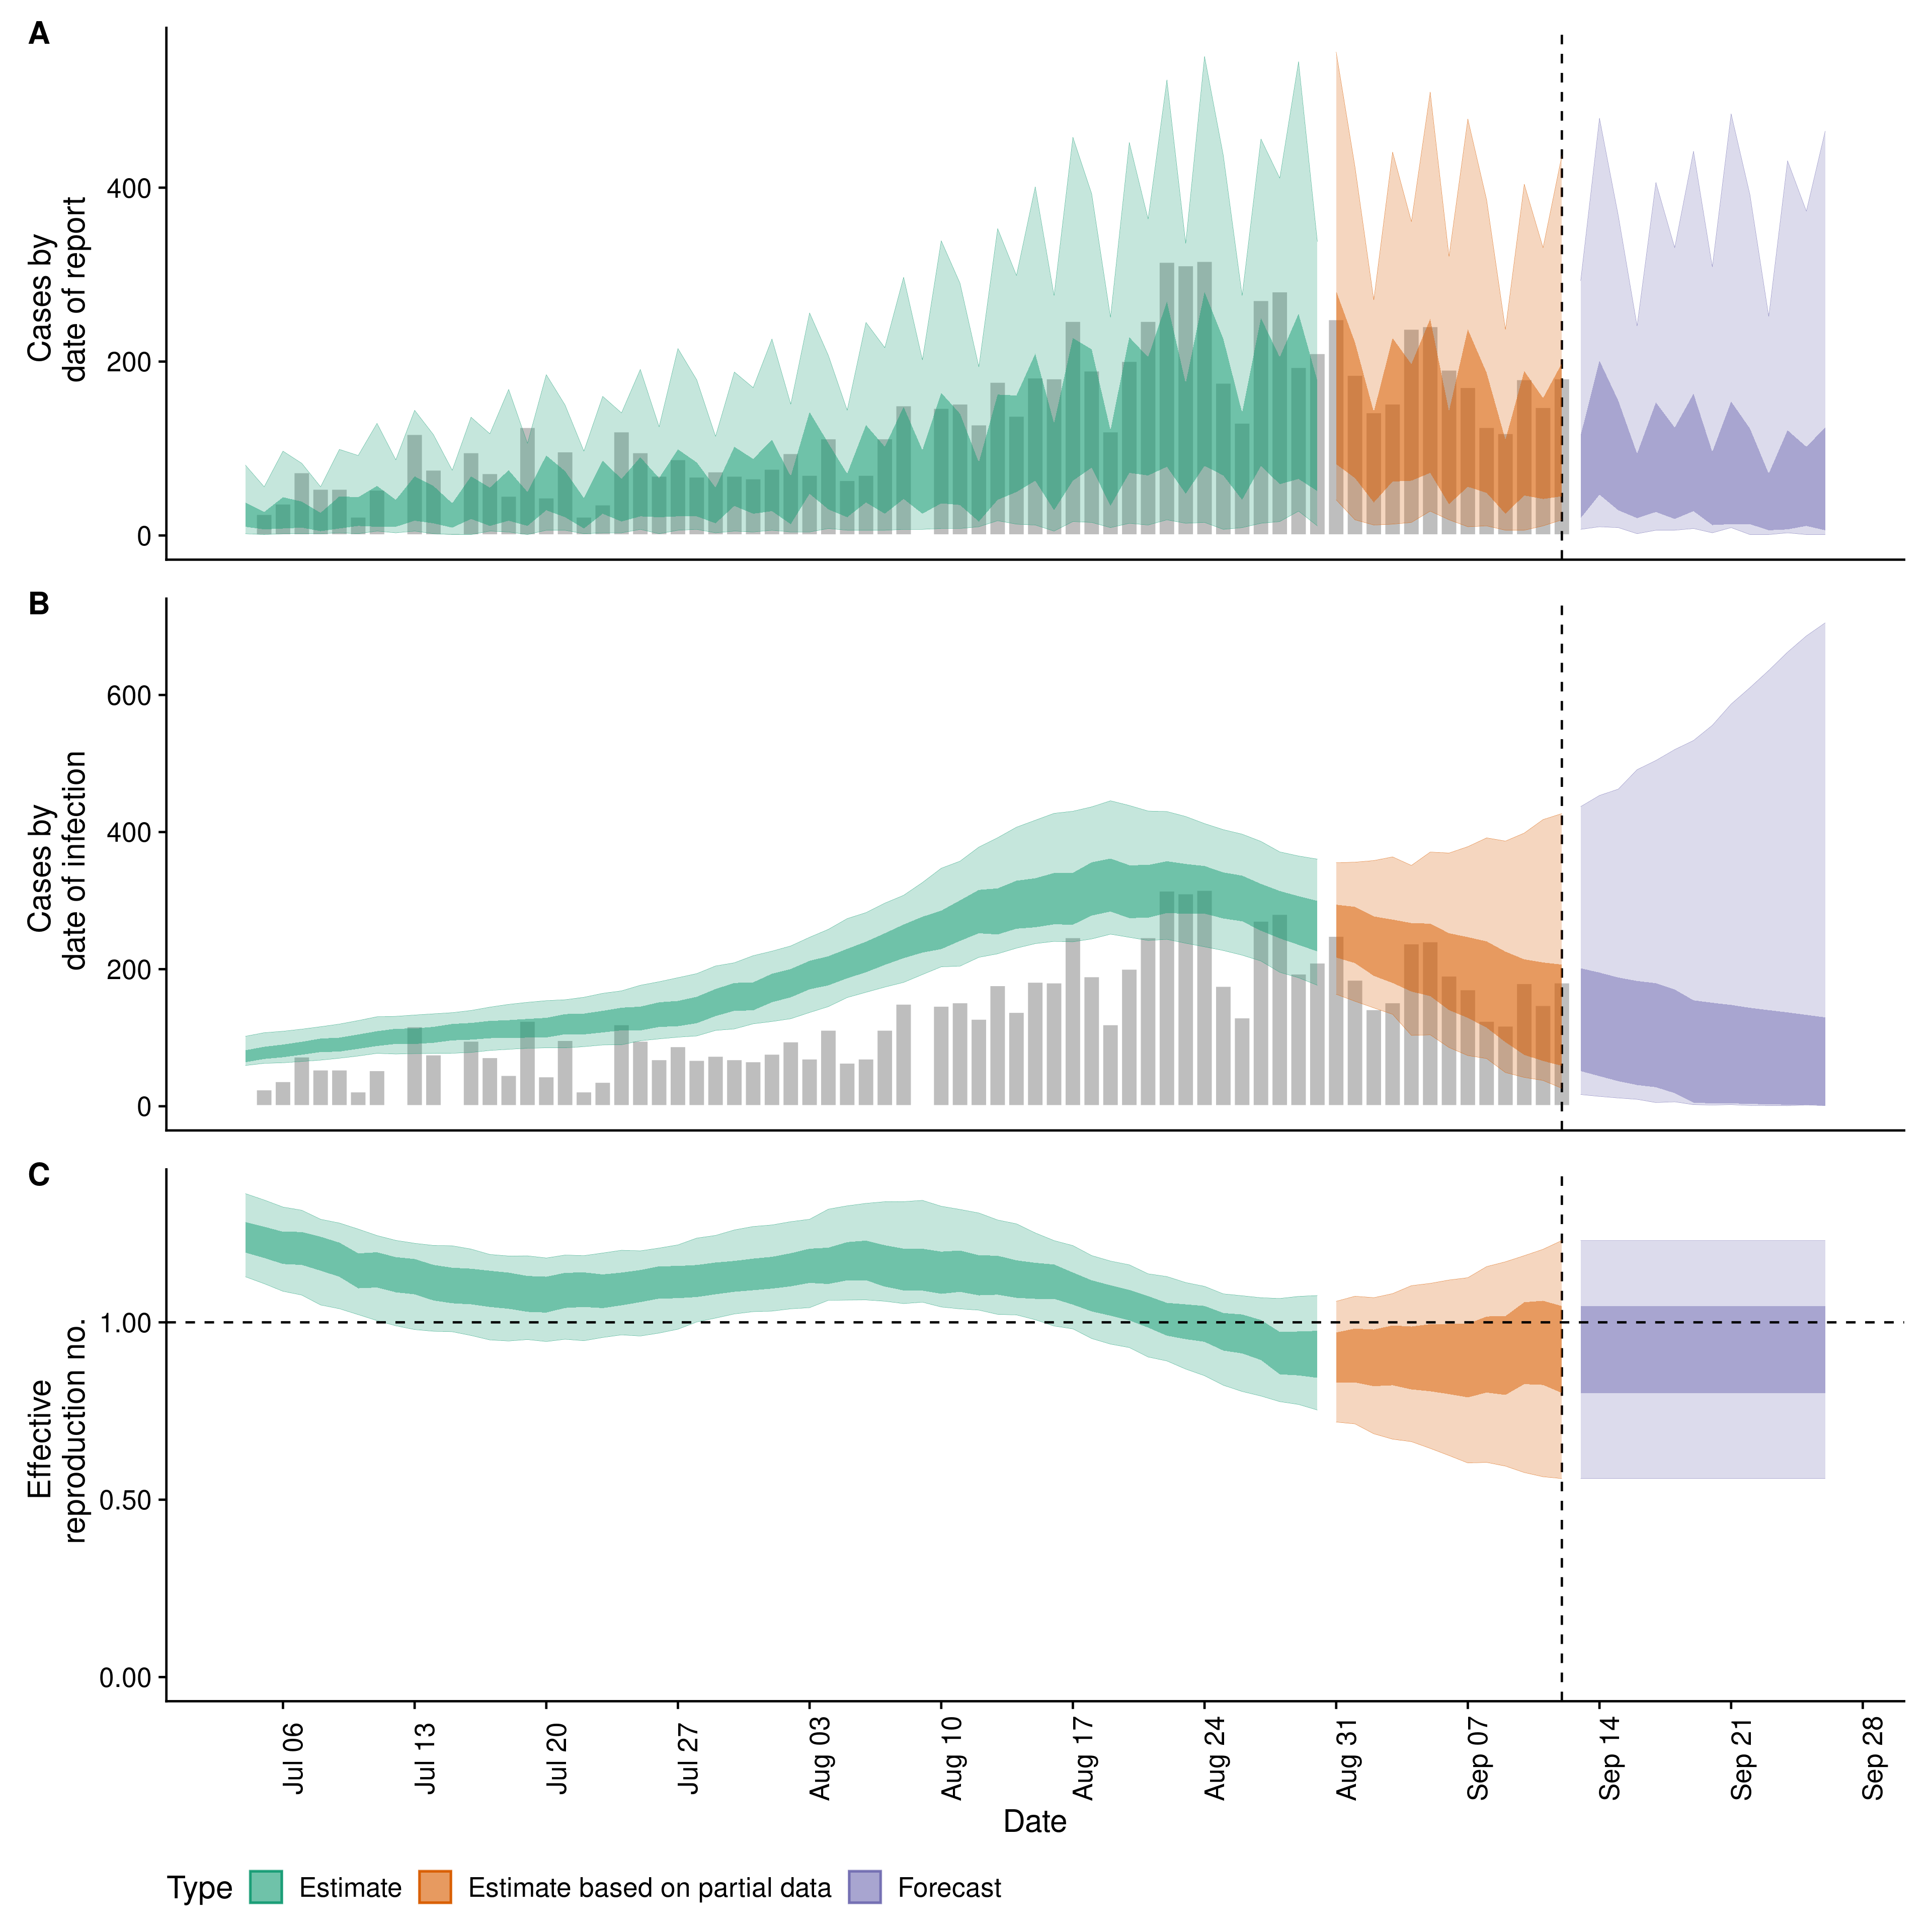 A
Cases by
date of report
400
200
0
B
Cases by
date of infection
600
400
200
0
C
Effective
reproduction no.
1.00
0.50
0.00
Jul 06
Jul 13
Jul 20
Jul 27
Aug 03
Aug 10
Aug 17
Aug 24
Aug 31
Sep 07
Sep 14
Sep 21
Sep 28
Date
Type Estimate Estimate based on partial data Forecast